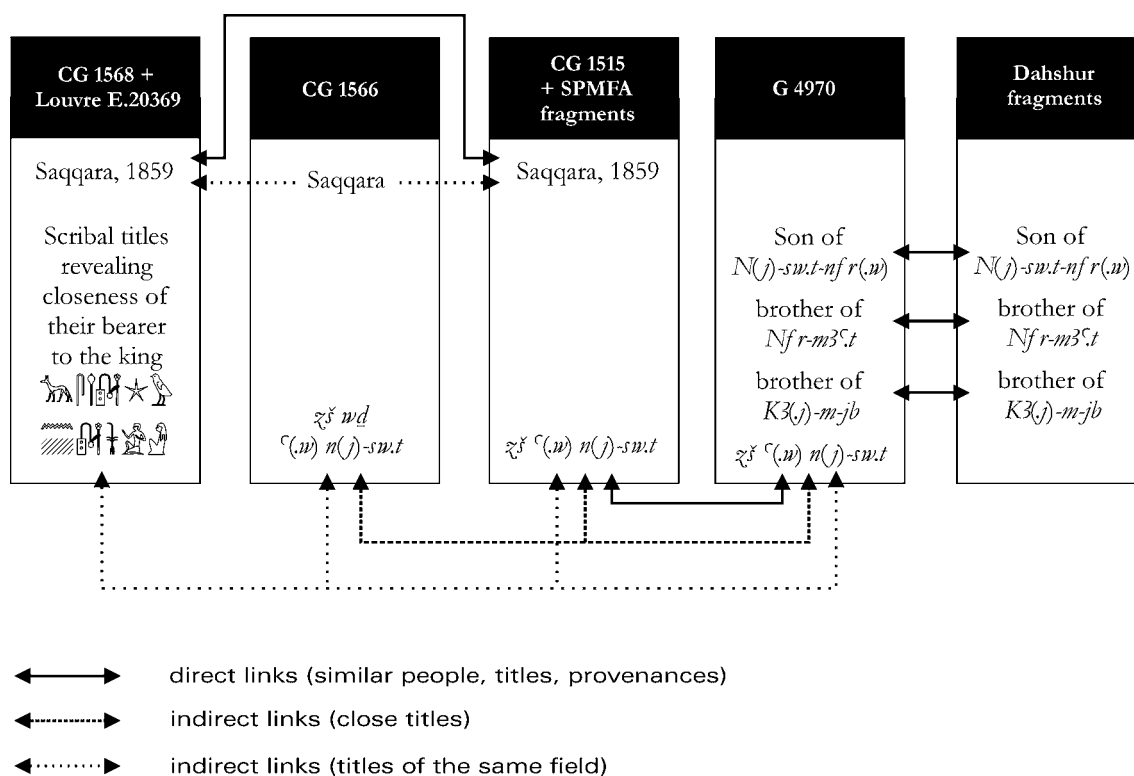 CG 1568 +
Louvre E.20369
CG 1566
CG 1515
+ SPMFA
fragments
G 4970
Dahshur
fragments
Saqqara, 1859
Saqqara
Saqqara, 1859
Scribal titles
revealing
closeness of
their bearer
to the king
zš wḏ
ꜥ(.w) n(j)-sw.t
zš ꜥ(.w) n(j)-sw.t
Son of
N(j)-sw.t-nfr(.w)
brother of
Nfr-mꜣꜥ.t
brother of
Kꜣ(.j)-m-jb
zš ꜥ(.w) n(j)-sw.t
Son of
N(j)-sw.t-nfr(.w)
brother of
Nfr-mꜣꜥ.t
brother of
Kꜣ(.j)-m-jb
direct links (similar people, titles, provenances)
indirect links (close titles)
indirect links (titles of the same field)